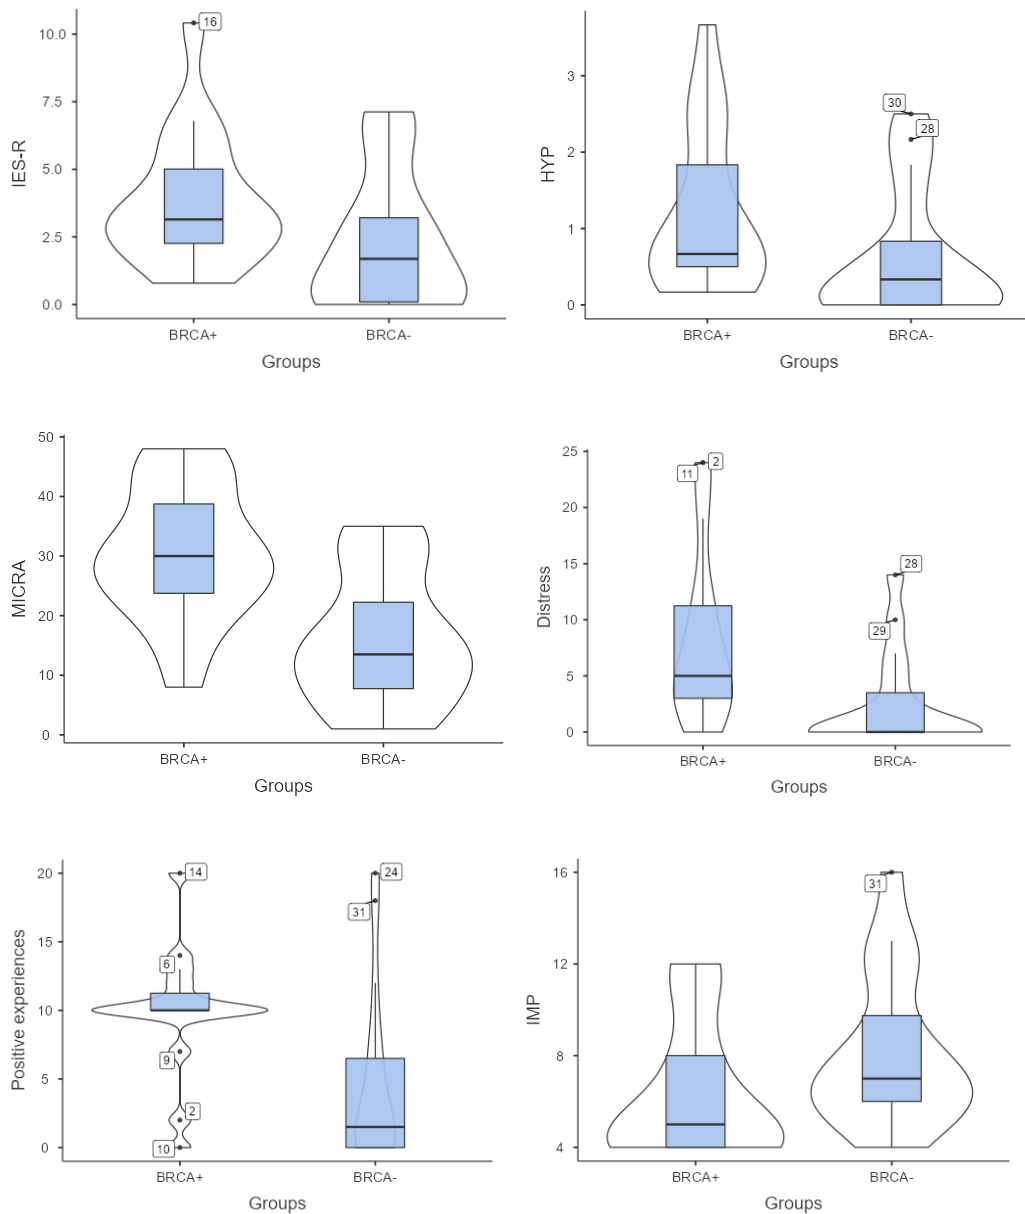 IES-R
10.0
7.5
5.0
2.5
0.0
16
BRCA+ BRCA-
Groups
HYP
3
2
1
0
30
28
BRCA+ BRCA-
Groups
MICRA
50
40
30
20
10
0
BRCA+ BRCA-
Groups
Distress
25
20
15
10
5
0
11
2
28
29
BRCA+ BRCA-
Groups
Positive experiences
20
15
10
5
0
14
6
9
2
10
24
31
BRCA+ BRCA-
Groups
IMP
16
12
8
4
31
BRCA+ BRCA-
Groups